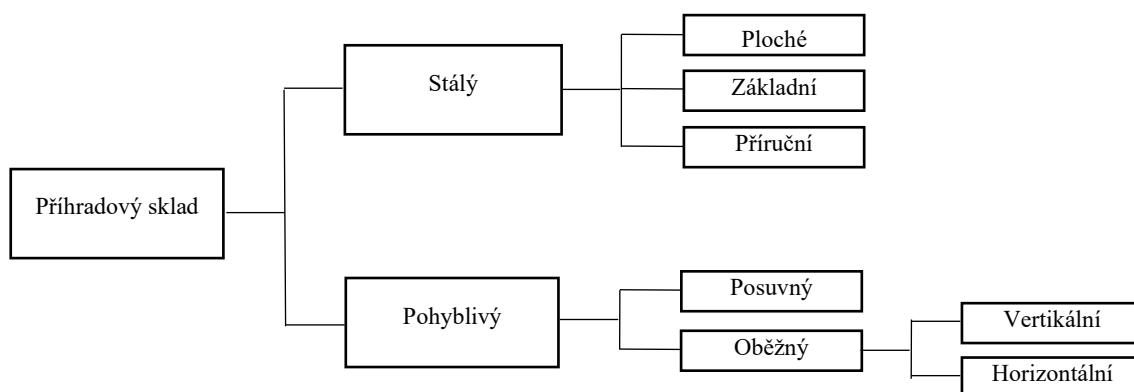 Příhradový sklad
Stálý
Ploché
Základní
Příruční
Pohyblivý
Posuvný
Oběžný
Vertikální
Horizontální